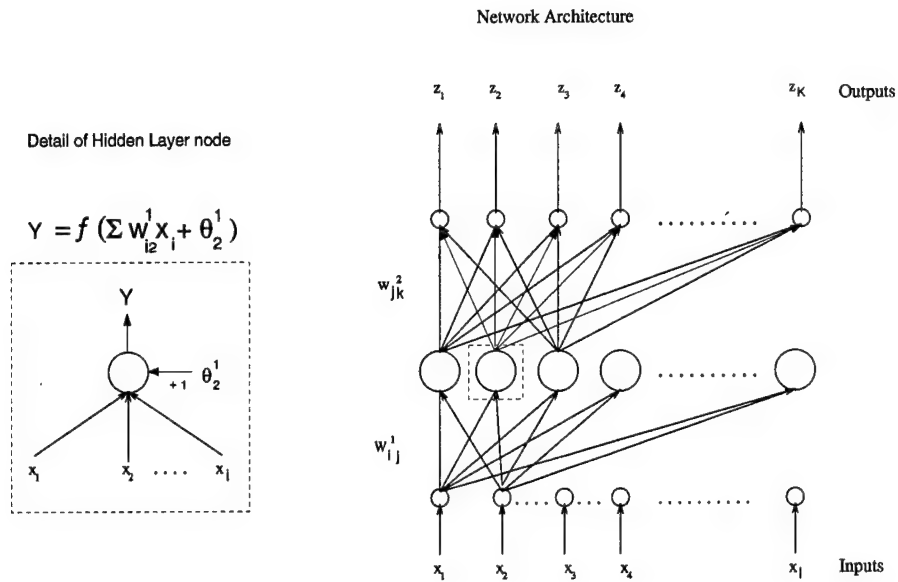 Network Architecture
z₁ z₂ z₃ z₄ z_K Outputs
Detail of Hidden Layer node
Y = f (Σ w¹ᵢ₂ xᵢ + θ¹₂)
w²ⱼₖ
Y
+1 θ¹₂
x₁ x₂ .... xᵢ
w¹ᵢⱼ
x₁ x₂ x₃ x₄ xᵢ Inputs